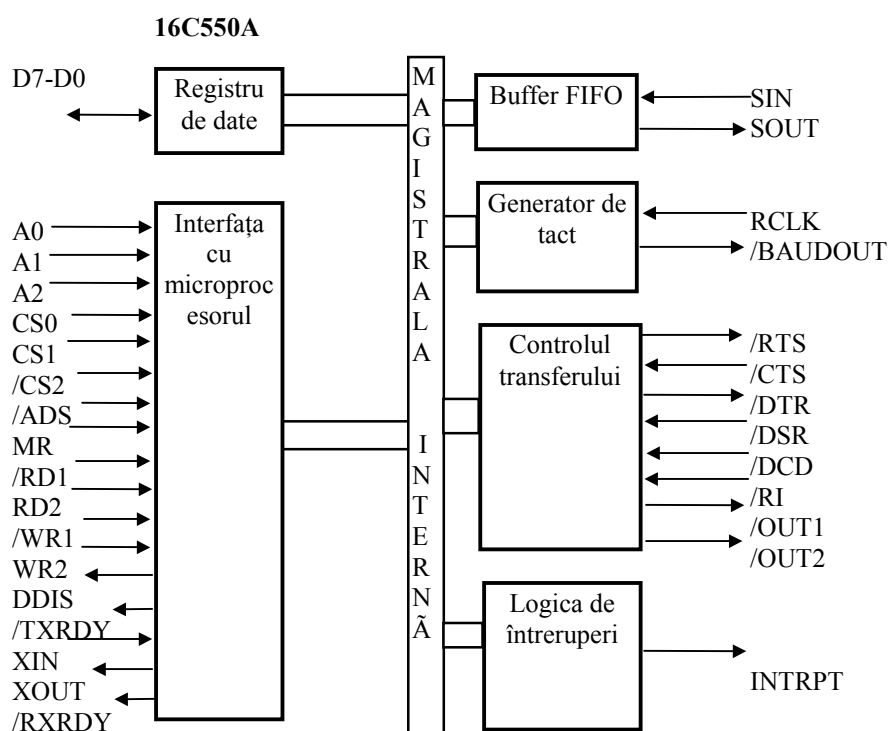 16C550A
D7-D0
Registru
de date
A0
A1
A2
CS0
CS1
/CS2
/ADS
MR
/RD1
RD2
/WR1
WR2
DDIS
/TXRDY
XIN
XOUT
/RXRDY
Interfața
cu
microproc
esorul
M
A
G
I
S
T
R
A
L
A
I
N
T
E
R
N
Ã
Buffer FIFO
SIN
SOUT
Generator de
tact
RCLK
/BAUDOUT
Controlul
transferului
/RTS
/CTS
/DTR
/DSR
/DCD
/RI
/OUT1
/OUT2
Logica de
întreruperi
INTRPT